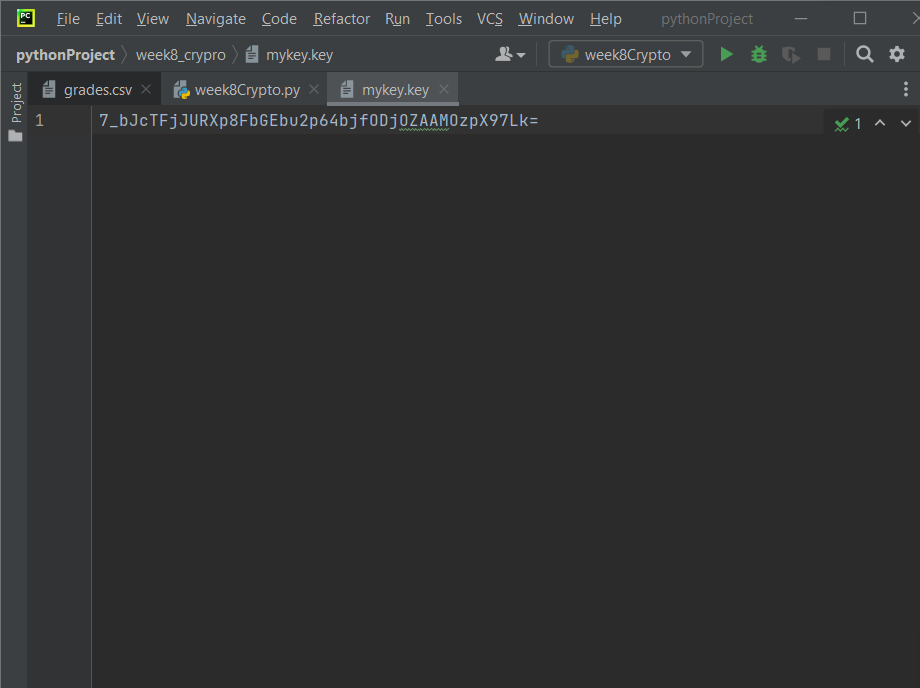 PC
File Edit View Navigate Code Refactor Run Tools VCS Window Help pythonProject
pythonProject week8_crypro mykey.key week8Crypto
Project
grades.csv week8Crypto.py mykey.key
1 7_bJcTFjJURXp8FbGEbu2p64bjfODjOZAAMOzpX97Lk= 1